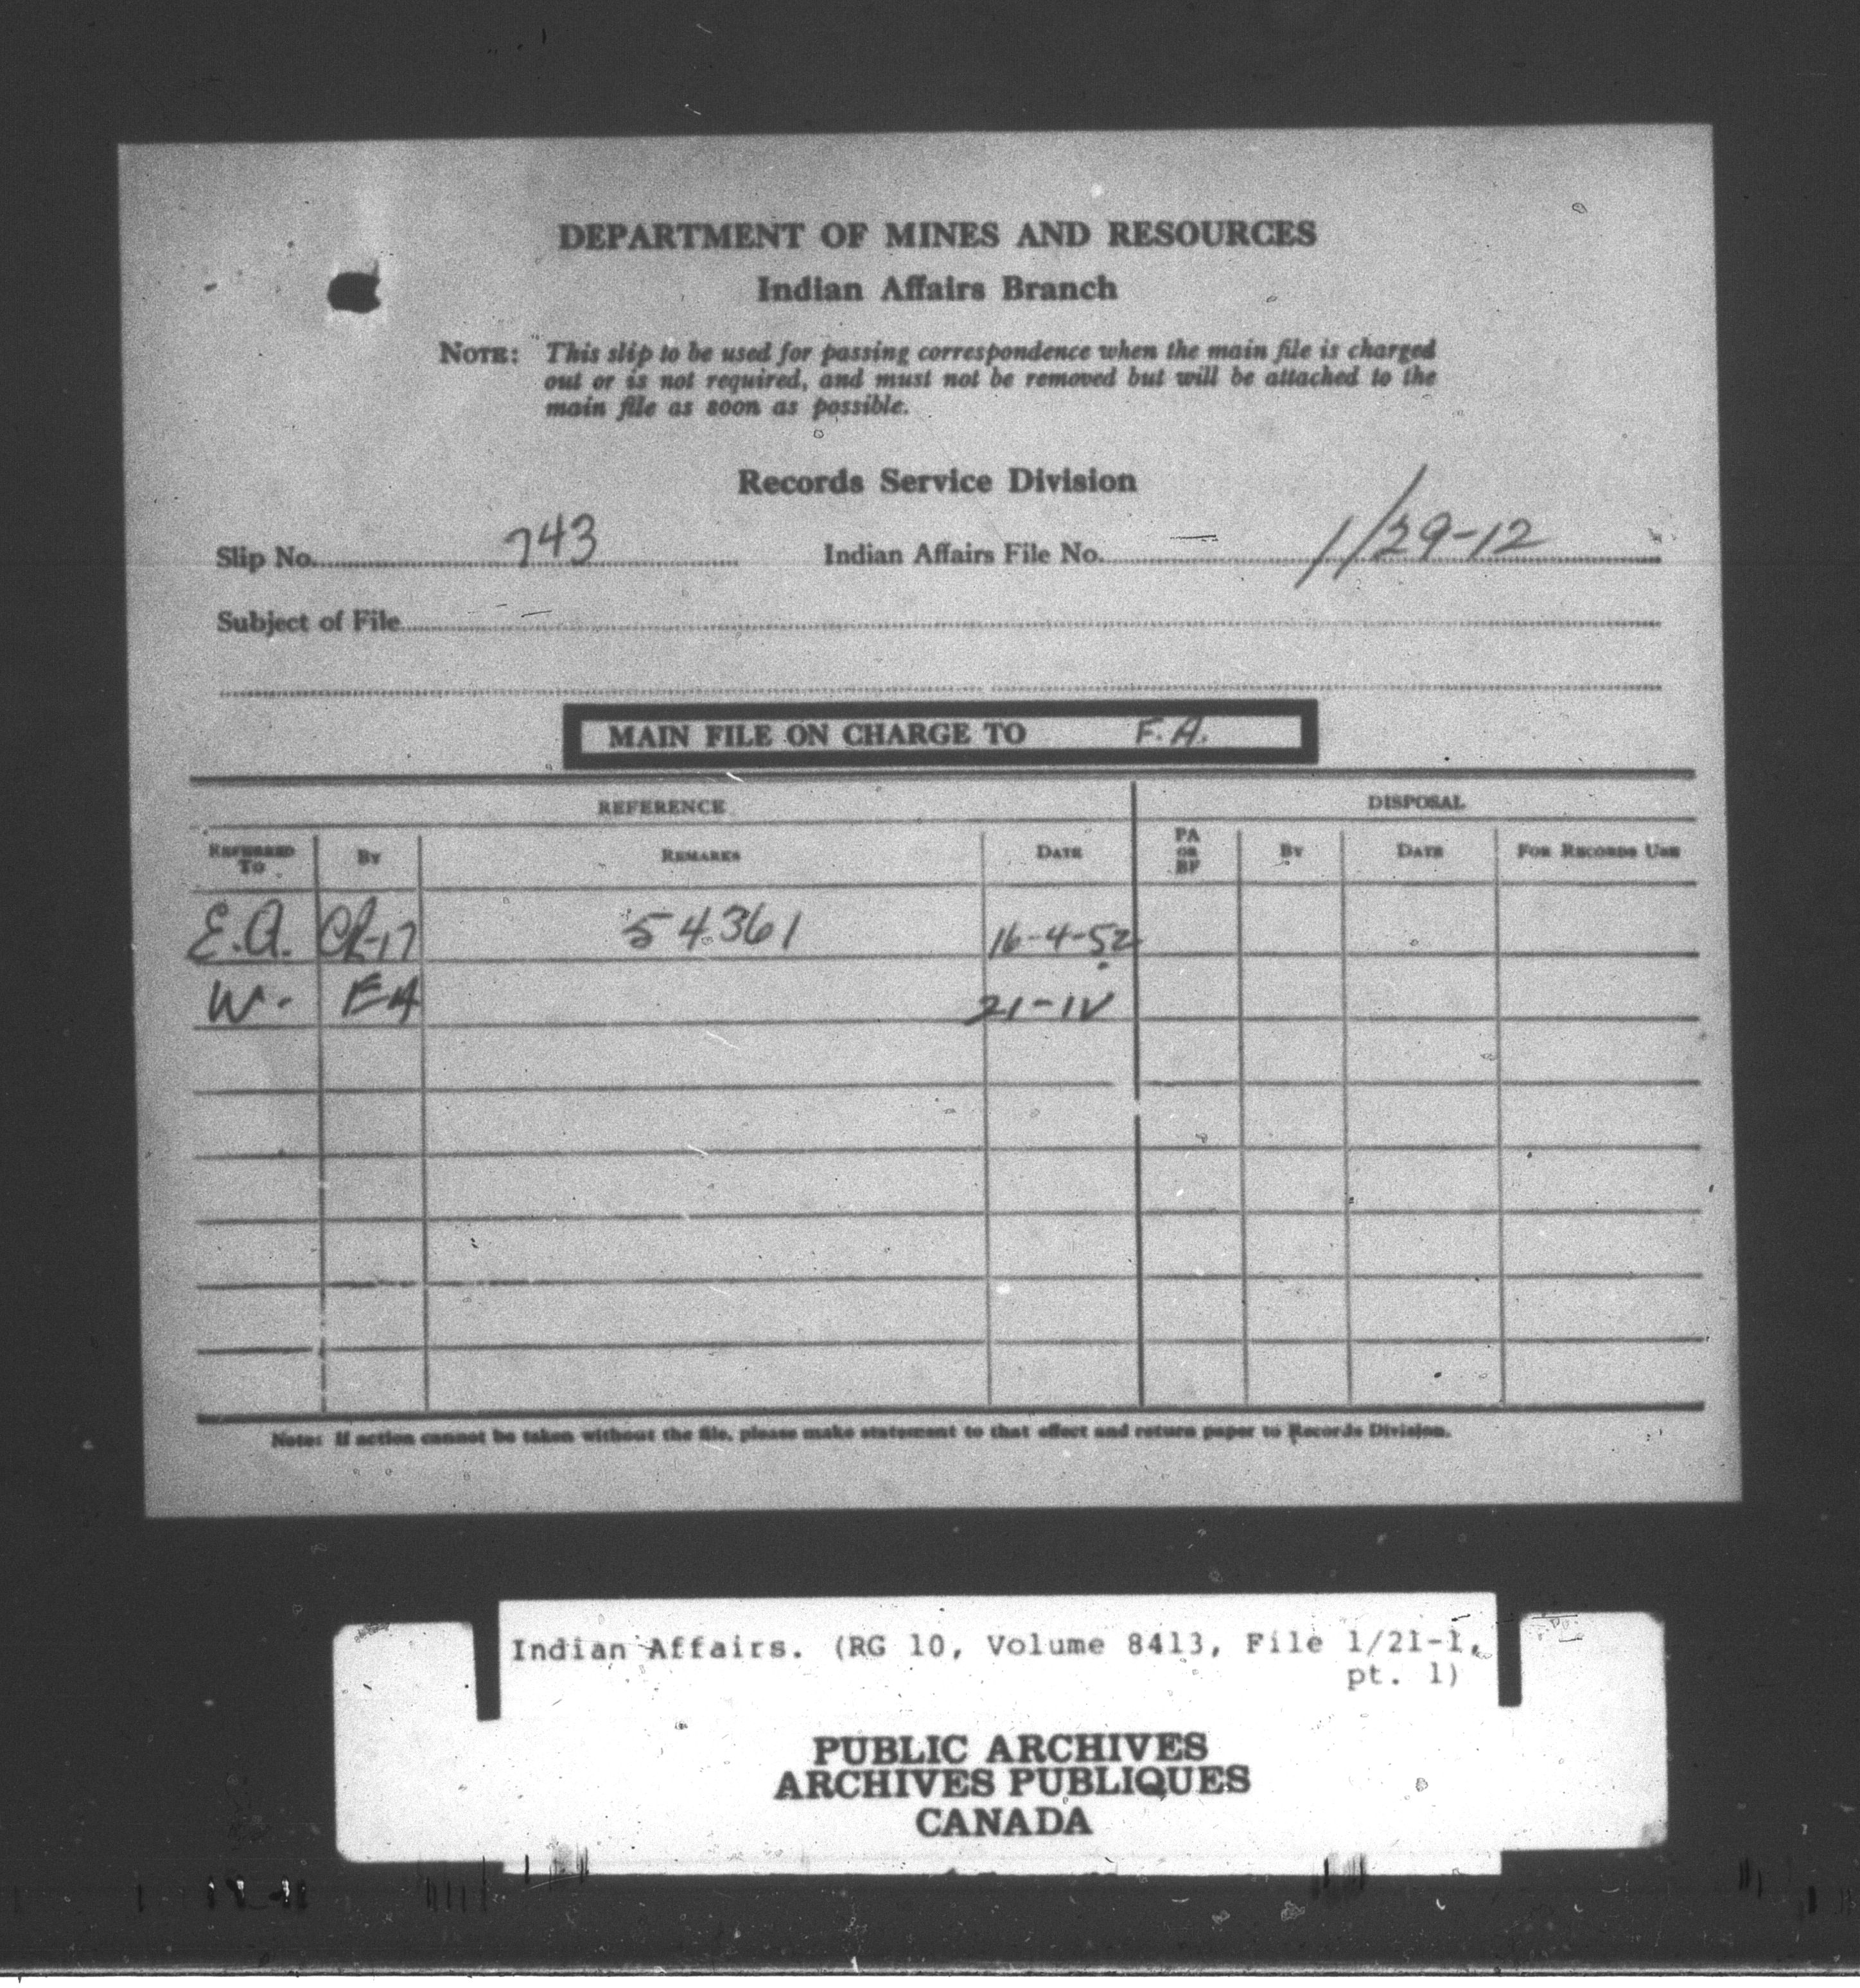 DEPARTMENT OF MINES AND RESOURCES
Indian Affairs Branch
NOTE: This slip to be used for passing correspondence when the main file is charged
out or is not required, and must not be removed but will be attached to the
main file as soon as possible.
Records Service Division
Slip No. 743 Indian Affairs File No. 1/29-12
Subject of File
MAIN FILE ON CHARGE TO F.A.
REFERENCE DISPOSAL
REFERRED TO BY REMARKS DATE PA OR BF BY DATE FOR RECORDS USE
E.A. 54361 16-4-52
W. EA 21-IV
Note: If action cannot be taken without the file, please make statement to that effect and return paper to Records Division.
Indian Affairs. (RG 10, Volume 8413, File 1/21-1,
pt. 1)
PUBLIC ARCHIVES
ARCHIVES PUBLIQUES
CANADA